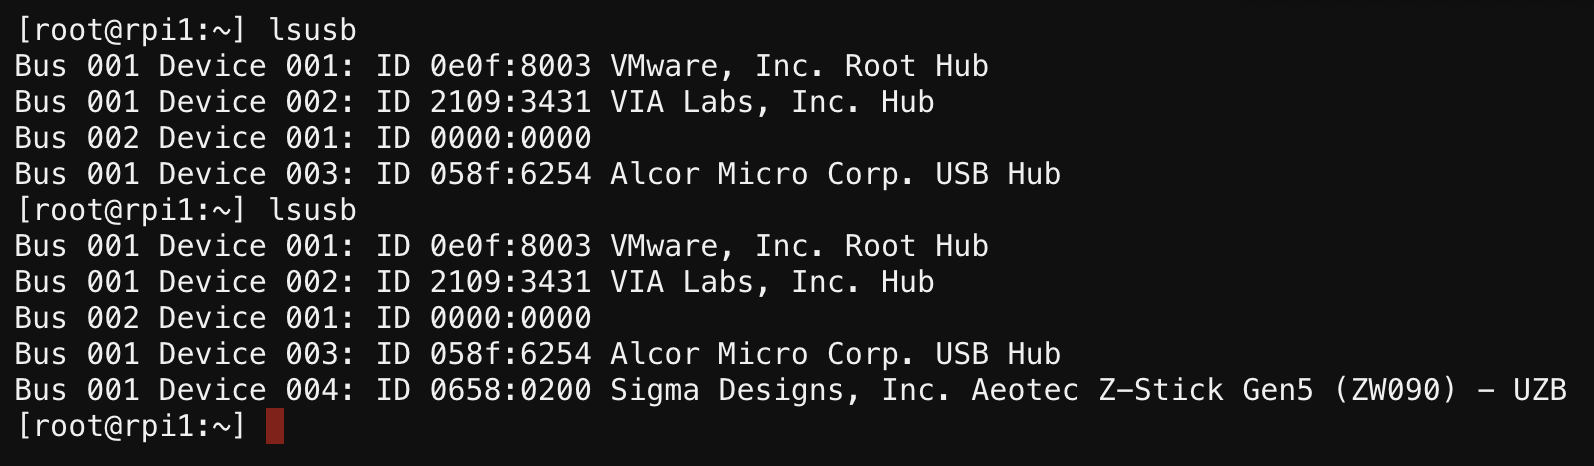 [root@rpi1:~] lsusb
Bus 001 Device 001: ID 0e0f:8003 VMware, Inc. Root Hub
Bus 001 Device 002: ID 2109:3431 VIA Labs, Inc. Hub
Bus 002 Device 001: ID 0000:0000
Bus 001 Device 003: ID 058f:6254 Alcor Micro Corp. USB Hub
[root@rpi1:~] lsusb
Bus 001 Device 001: ID 0e0f:8003 VMware, Inc. Root Hub
Bus 001 Device 002: ID 2109:3431 VIA Labs, Inc. Hub
Bus 002 Device 001: ID 0000:0000
Bus 001 Device 003: ID 058f:6254 Alcor Micro Corp. USB Hub
Bus 001 Device 004: ID 0658:0200 Sigma Designs, Inc. Aeotec Z-Stick Gen5 (ZW090) - UZB
[root@rpi1:~]